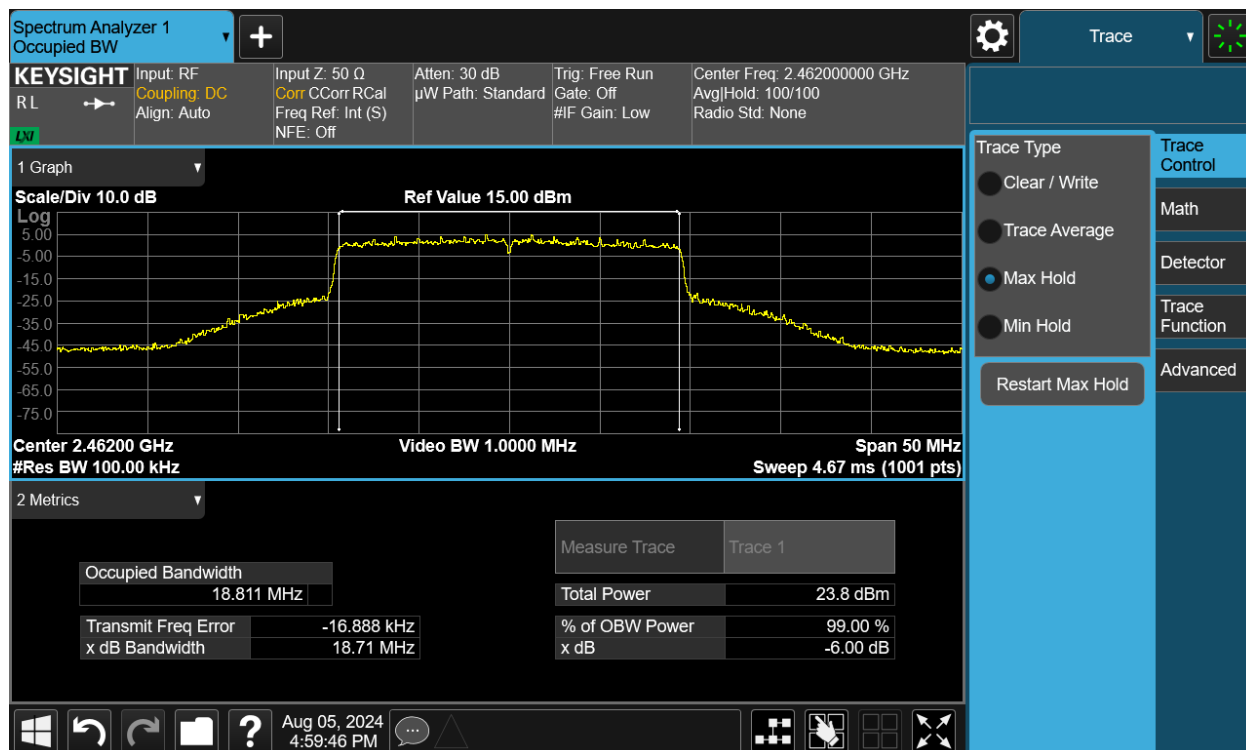 Spectrum Analyzer 1
Occupied BW
Trace
KEYSIGHT
R L
LXI
Input: RF
Coupling: DC
Align: Auto
Input Z: 50 Ω
Corr CCorr RCal
Freq Ref: Int (S)
NFE: Off
Atten: 30 dB
µW Path: Standard
Trig: Free Run
Gate: Off
#IF Gain: Low
Center Freq: 2.462000000 GHz
Avg|Hold: 100/100
Radio Std: None
1 Graph
Scale/Div 10.0 dB
Ref Value 15.00 dBm
Log
5.00
-5.00
-15.0
-25.0
-35.0
-45.0
-55.0
-65.0
-75.0
Center 2.46200 GHz
Video BW 1.0000 MHz
Span 50 MHz
#Res BW 100.00 kHz
Sweep 4.67 ms (1001 pts)
2 Metrics
Measure Trace
Trace 1
Occupied Bandwidth
18.811 MHz
Total Power
23.8 dBm
Transmit Freq Error
-16.888 kHz
% of OBW Power
99.00 %
x dB Bandwidth
18.71 MHz
x dB
-6.00 dB
Trace Type
Clear / Write
Trace Average
Max Hold
Min Hold
Restart Max Hold
Trace
Control
Math
Detector
Trace
Function
Advanced
?
Aug 05, 2024
4:59:46 PM